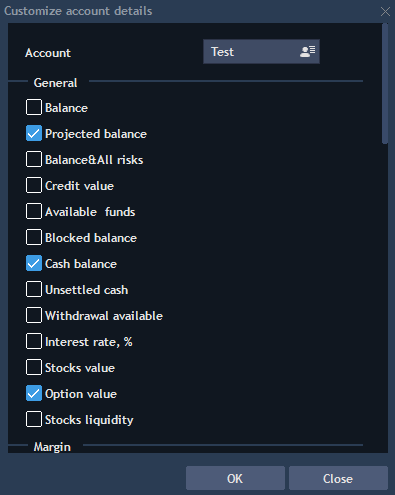 Customize account details
Account Test
General
Balance
Projected balance
Balance&All risks
Credit value
Available funds
Blocked balance
Cash balance
Unsettled cash
Withdrawal available
Interest rate, %
Stocks value
Option value
Stocks liquidity
Margin
OK Close